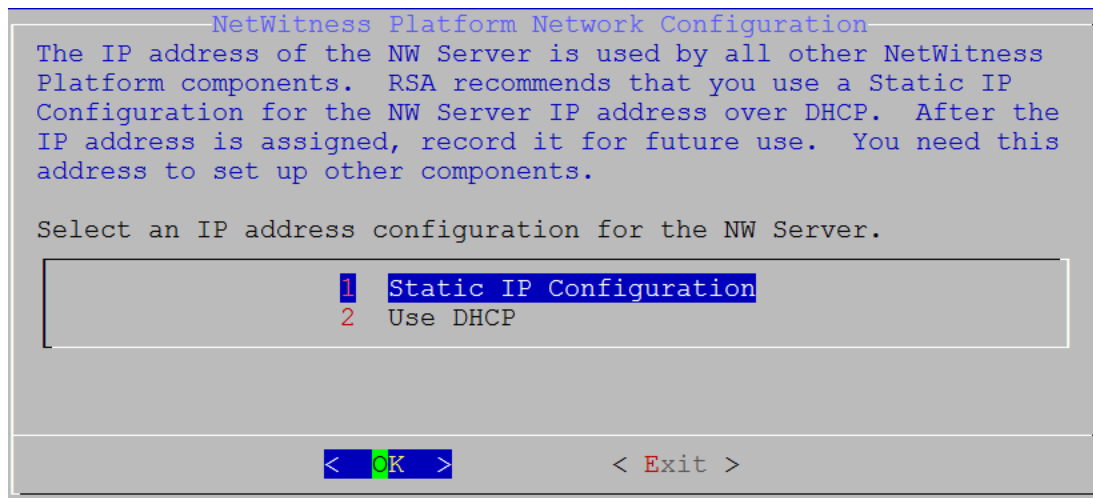 NetWitness Platform Network Configuration
The IP address of the NW Server is used by all other NetWitness
Platform components.  RSA recommends that you use a Static IP
Configuration for the NW Server IP address over DHCP.  After the
IP address is assigned, record it for future use.  You need this
address to set up other components.
Select an IP address configuration for the NW Server.
1  Static IP Configuration
2  Use DHCP
<  OK  >          < Exit >